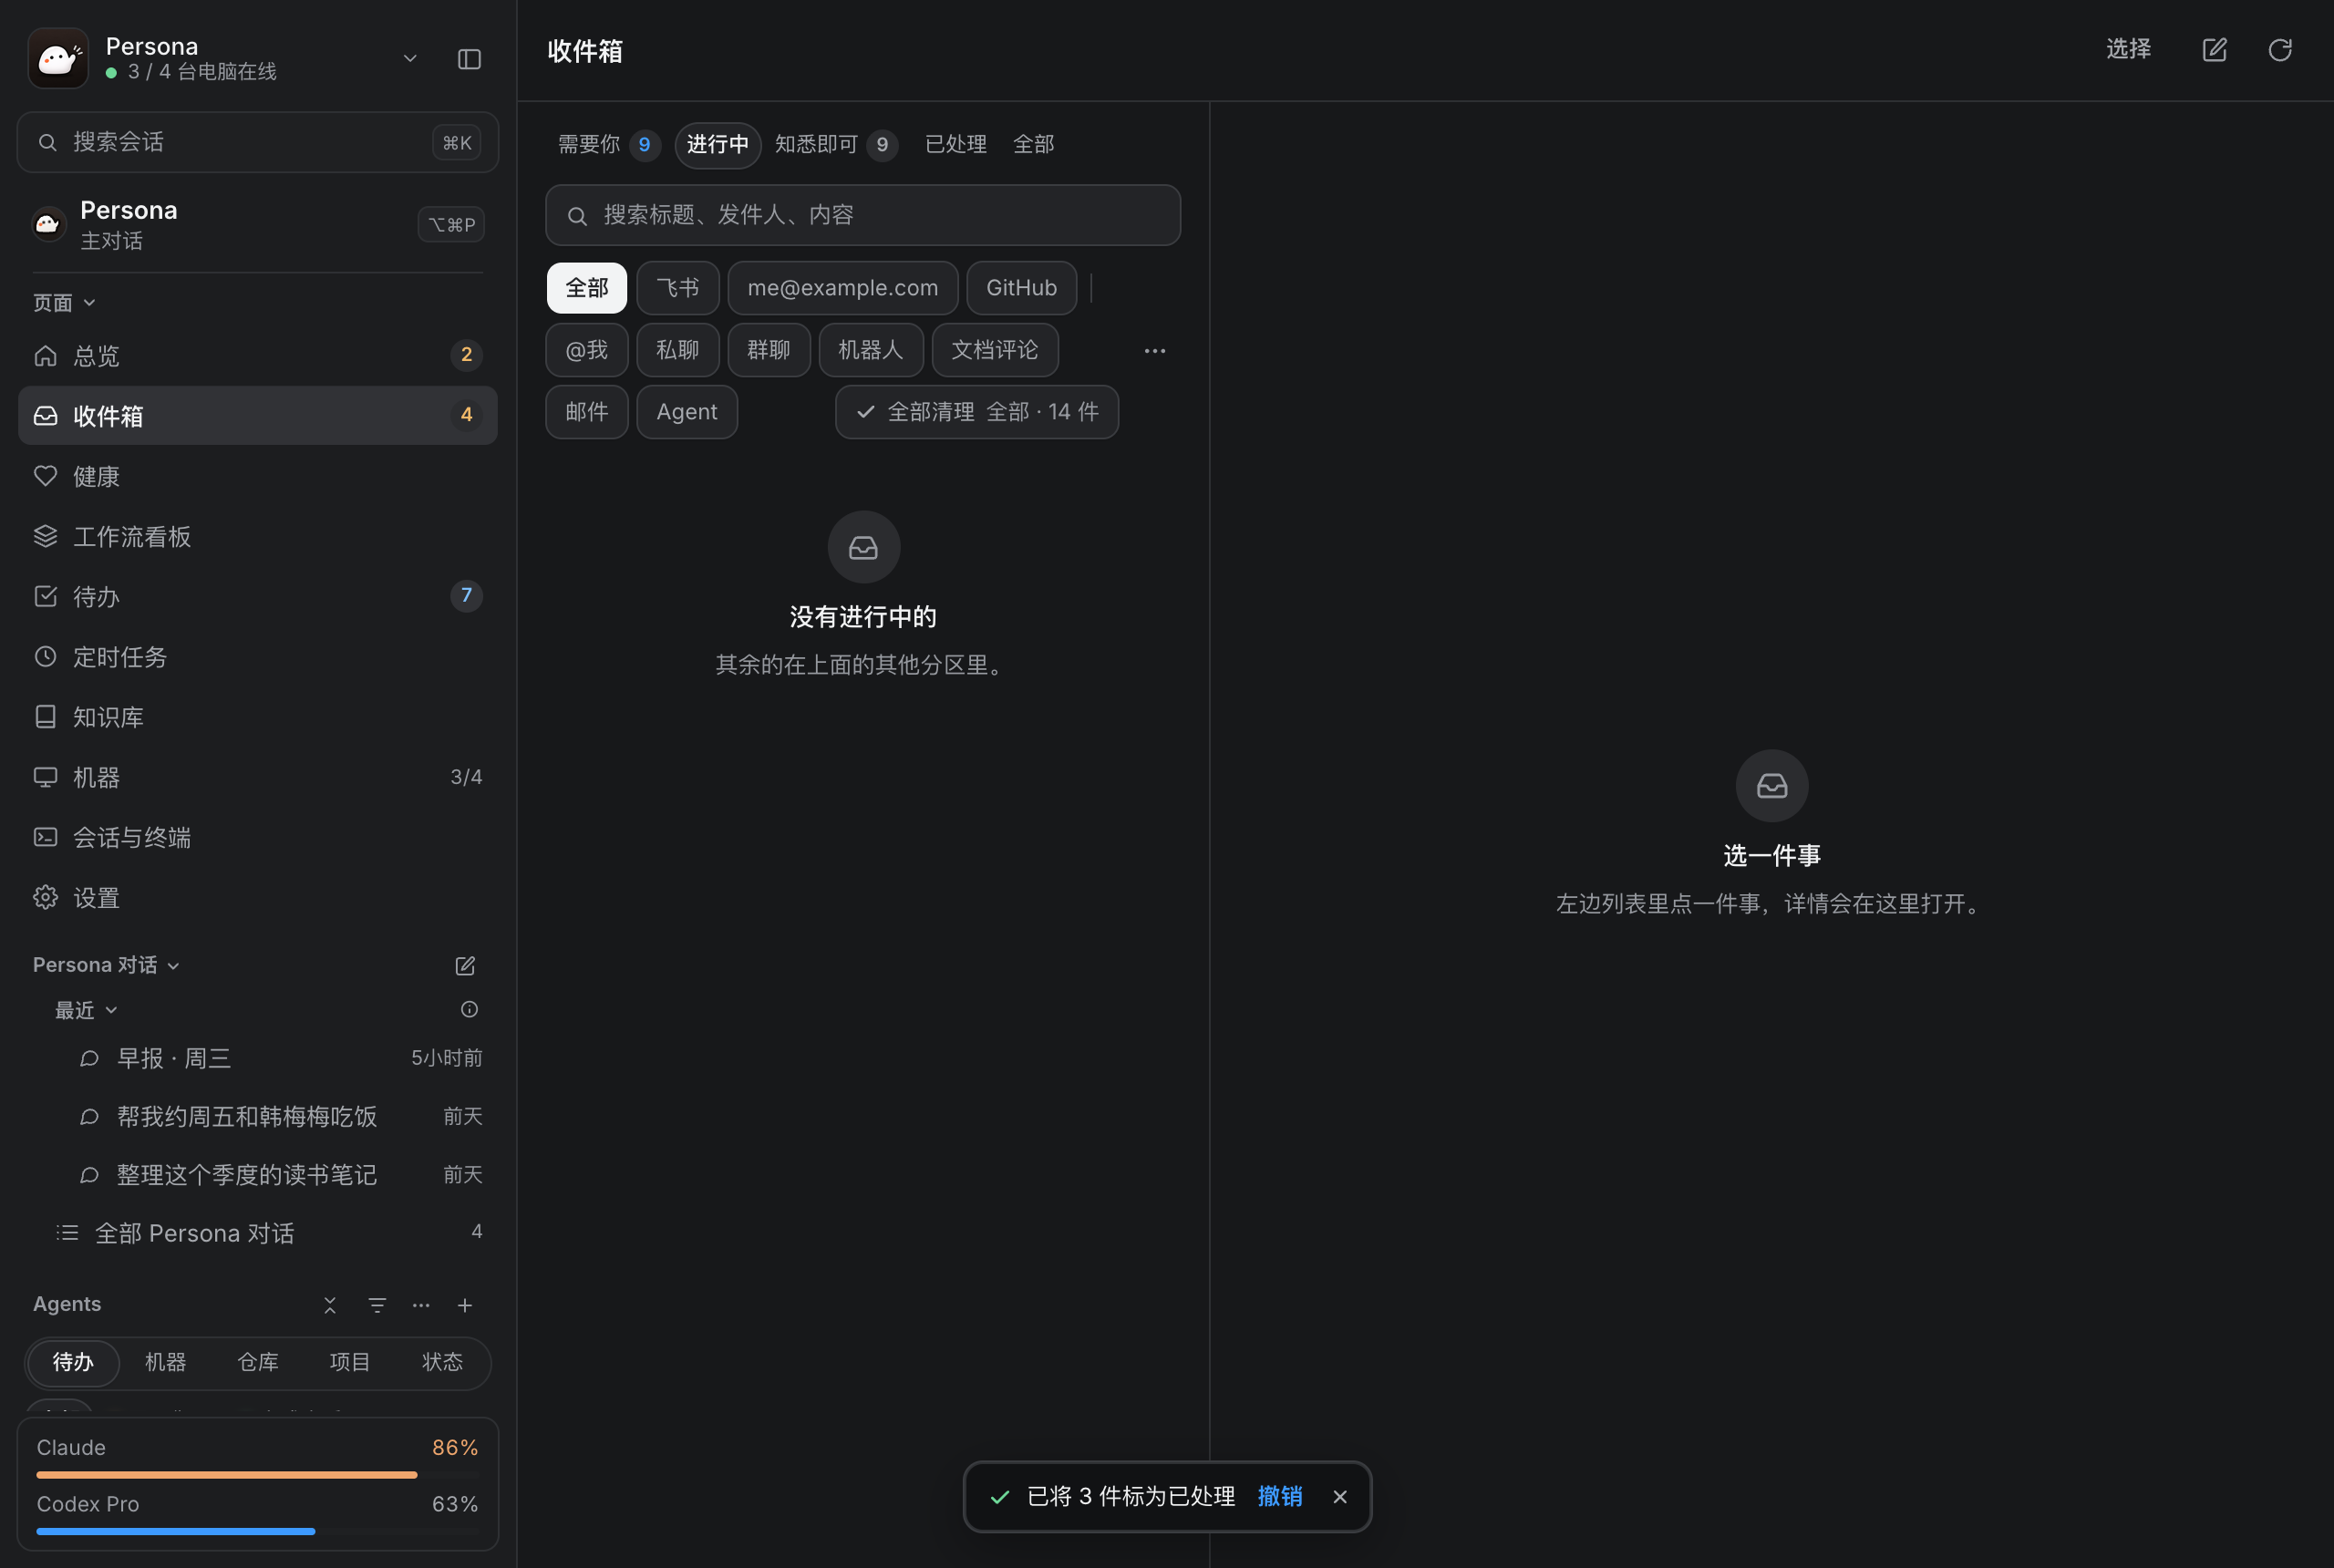 Persona
3 / 4 台电脑在线
搜索会话 ⌘K
Persona
主对话 ⌥⌘P
页面
总览 2
收件箱 4
健康
工作流看板
待办 7
定时任务
知识库
机器 3/4
会话与终端
设置
Persona 对话
最近
早报 · 周三 5小时前
帮我约周五和韩梅梅吃饭 前天
整理这个季度的读书笔记 前天
全部 Persona 对话 4
Agents
待办 机器 仓库 项目 状态
Claude 86%
Codex Pro 63%
收件箱 选择
需要你 9 进行中 知悉即可 9 已处理 全部
搜索标题、发件人、内容
全部 飞书 me@example.com GitHub
@我 私聊 群聊 机器人 文档评论
邮件 Agent 全部清理 全部 · 14 件
没有进行中的
其余的在上面的其他分区里。
选一件事
左边列表里点一件事，详情会在这里打开。
已将 3 件标为已处理 撤销